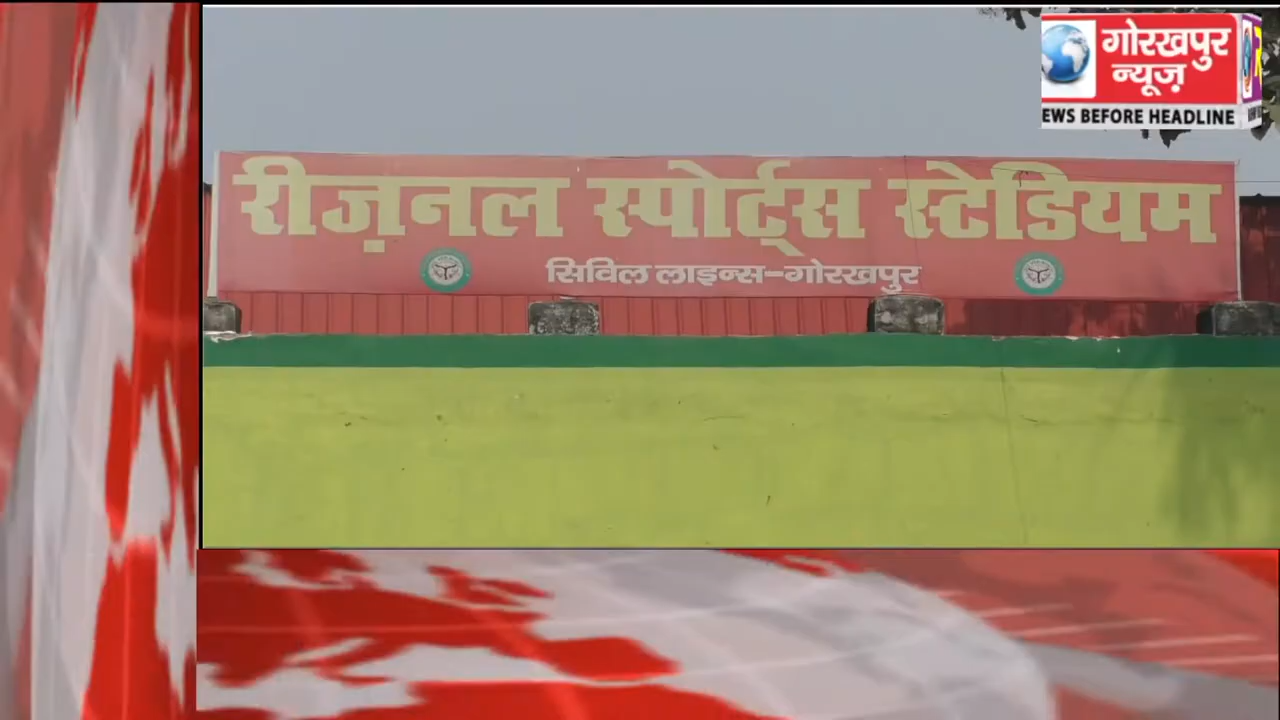 गोरखपुर
न्यूज़
EWS BEFORE HEADLINE
रीज़नल स्पोर्ट्स स्टेडियम
सिविल लाइन्स-गोरखपुर